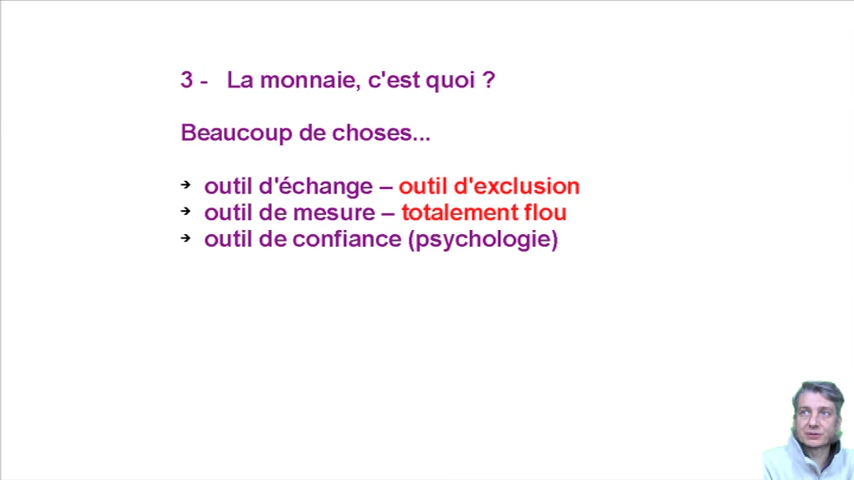 3 - La monnaie, c'est quoi ?
Beaucoup de choses...
➔ outil d'échange – outil d'exclusion
➔ outil de mesure – totalement flou
➔ outil de confiance (psychologie)